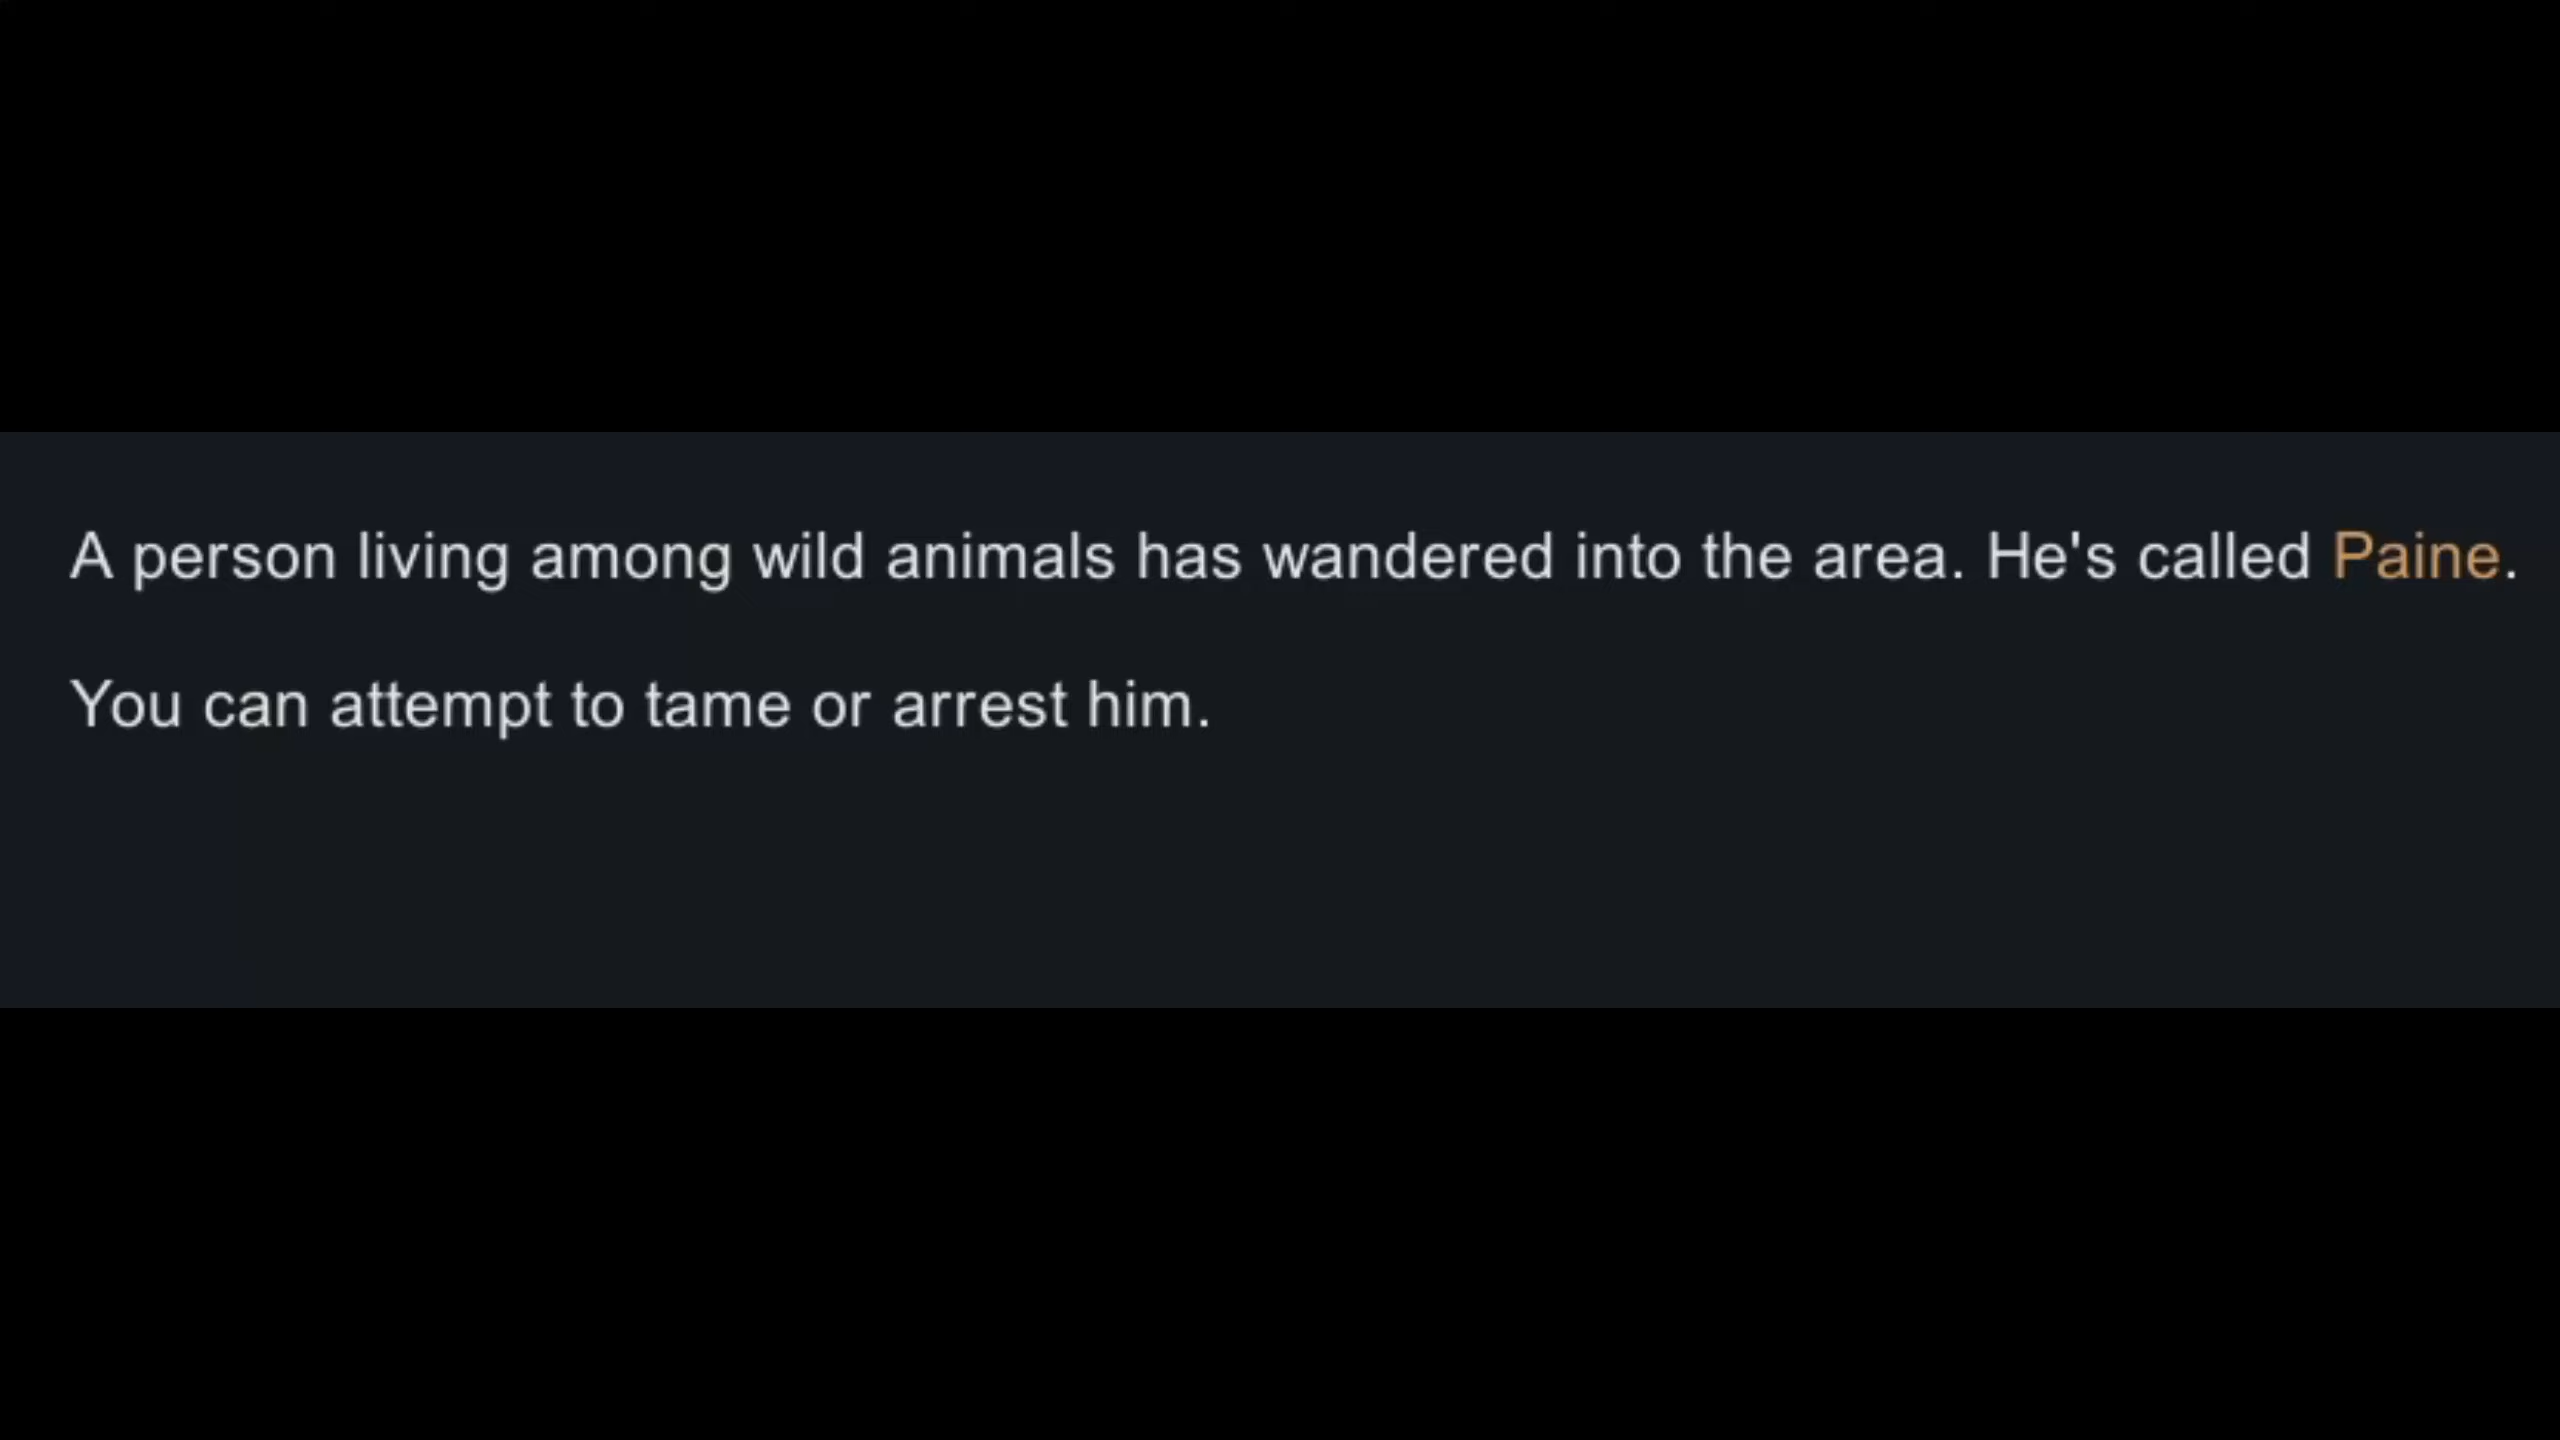 A person living among wild animals has wandered into the area. He's called Paine.
You can attempt to tame or arrest him.